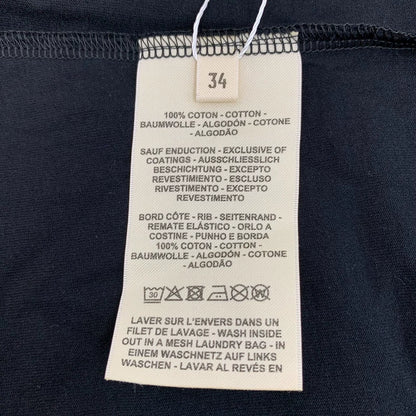 34
100% COTON - COTTON -
BAUMWOLLE - ALGODÓN - COTONE
- ALGODÃO
SAUF ENDUCTION - EXCLUSIVE OF
COATINGS - AUSSCHLIESSLICH
BESCHICHTUNG - EXCEPTO
REVESTIMIENTO - ESCLUSO
RIVESTIMENTO - EXCEPTO
REVESTIMENTO
BORD CÔTE - RIB - SEITENRAND -
REMATE ELÁSTICO - ORLO A
COSTINE - PUNHO E BORDA
100% COTON - COTTON -
BAUMWOLLE - ALGODÓN - COTONE
- ALGODÃO
30
LAVER SUR L'ENVERS DANS UN
FILET DE LAVAGE - WASH INSIDE
OUT IN A MESH LAUNDRY BAG - IN
EINEM WASCHNETZ AUF LINKS
WASCHEN - LAVAR AL REVÉS EN